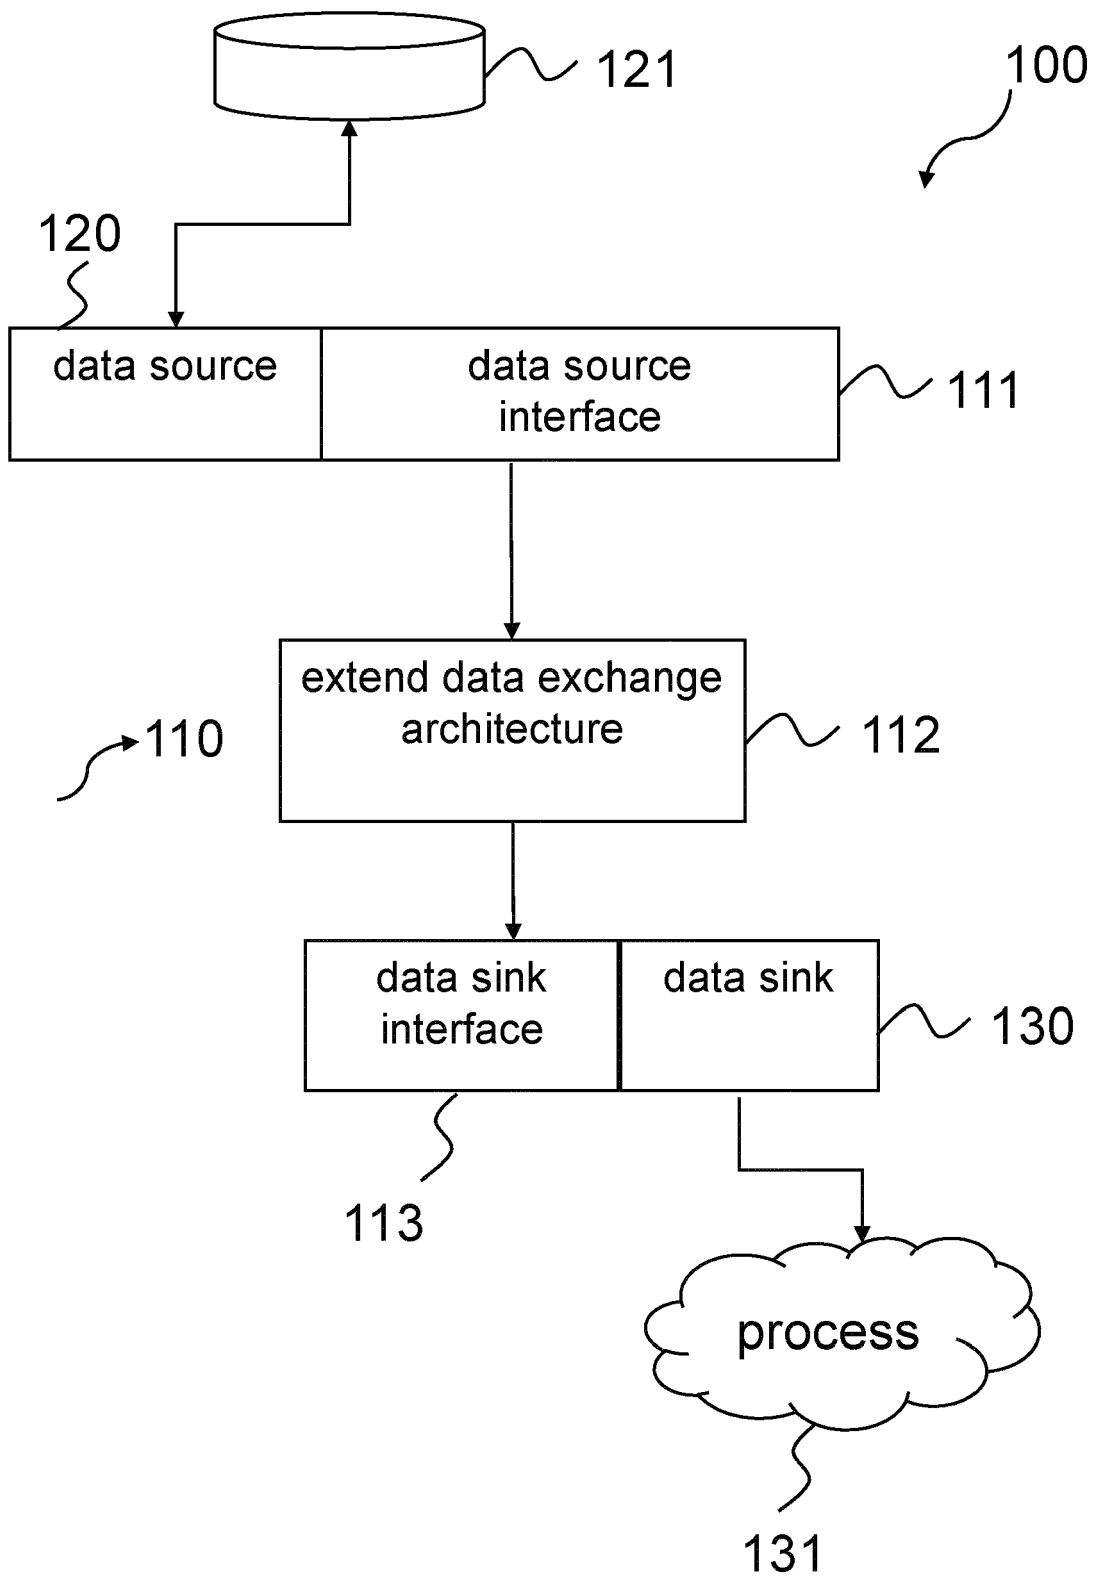 121
100
120
data source
data source
interface
111
extend data exchange
architecture
110
112
data sink
interface
data sink
130
113
process
131